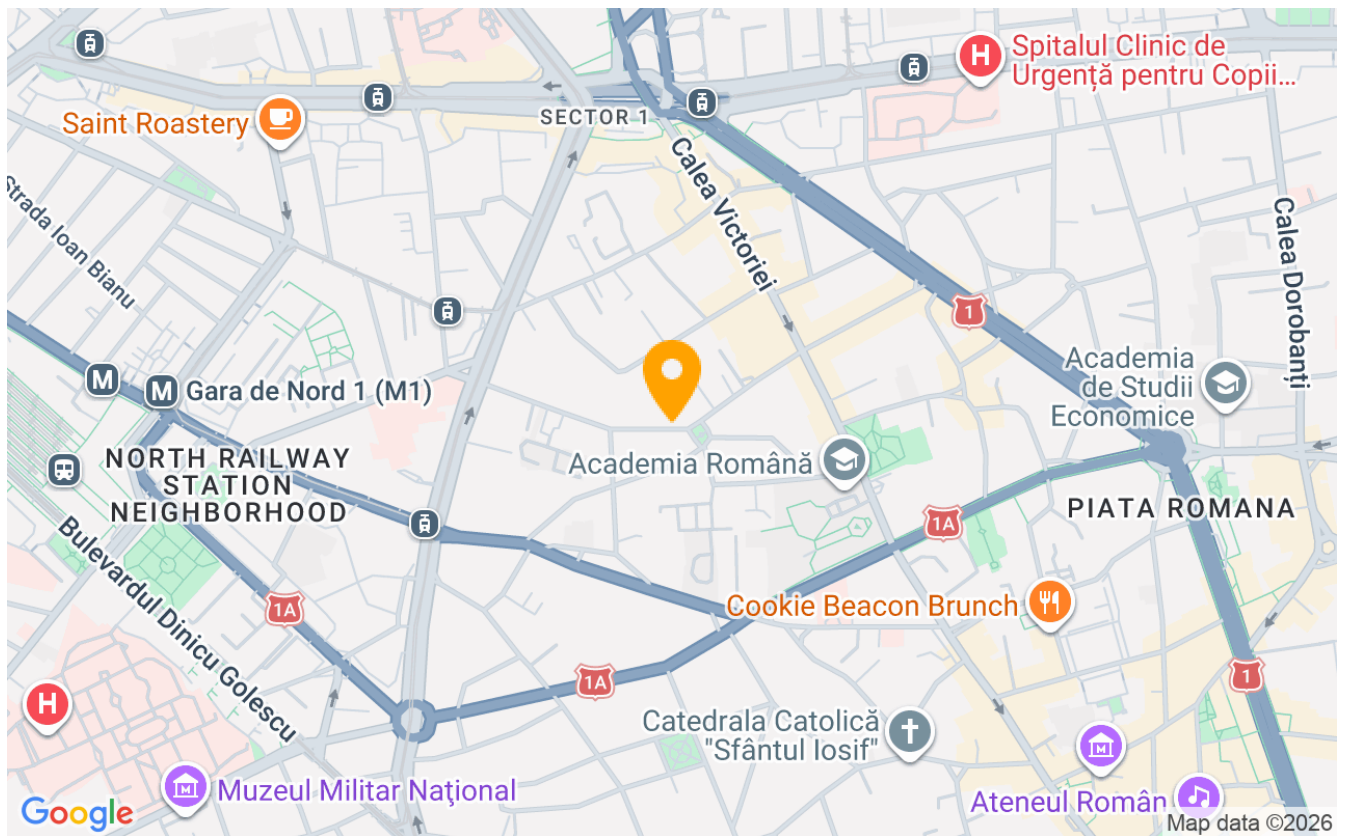 Spitalul Clinic de
Urgență pentru Copii...
Saint Roastery
SECTOR 1
Calea Victoriei
Strada Ioan Bianu
Calea Dorobanți
1
M
M
Gara de Nord 1 (M1)
Academia
de Studii
Economice
NORTH RAILWAY
STATION
NEIGHBORHOOD
Academia Română
PIATA ROMANA
1A
Bulevardul Dinicu Golescu
1A
Cookie Beacon Brunch
1A
1
H
H
Catedrala Catolică
"Sfântul Iosif"
Muzeul Militar Naţional
Ateneul Român
Google
Map data ©2026